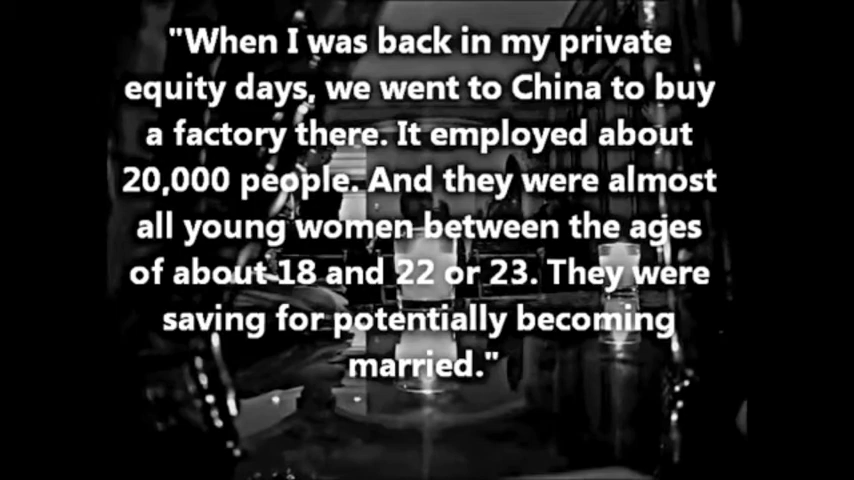 "When I was back in my private
equity days, we went to China to buy
a factory there. It employed about
20,000 people. And they were almost
all young women between the ages
of about 18 and 22 or 23. They were
saving for potentially becoming
married."